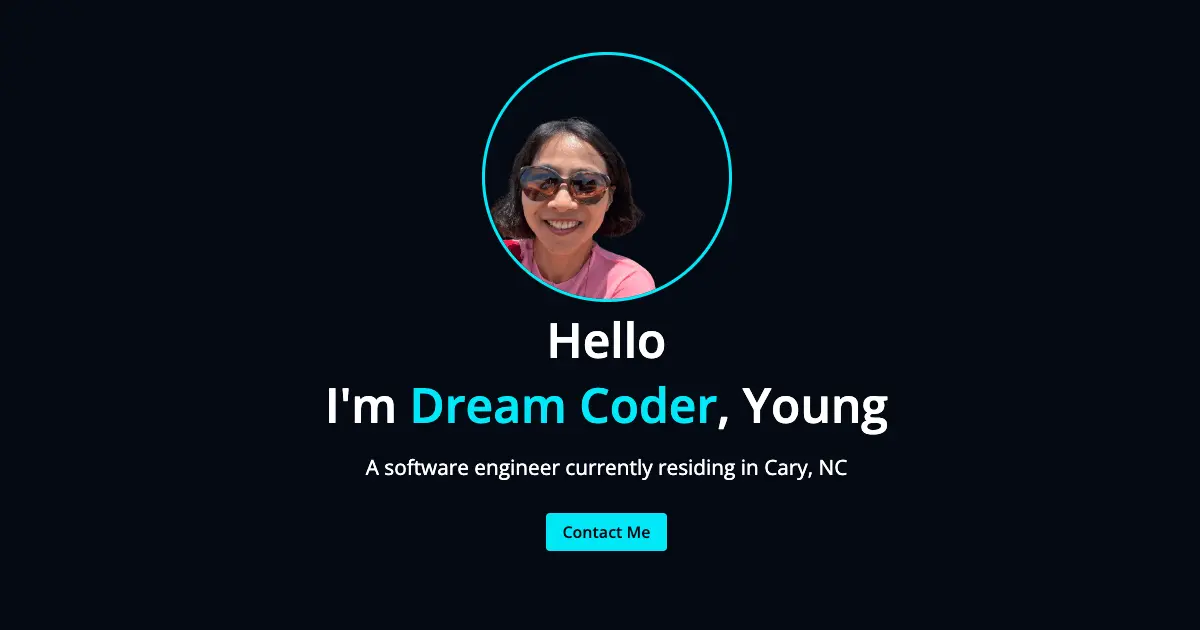 Hello
I'm Dream Coder, Young
A software engineer currently residing in Cary, NC
Contact Me